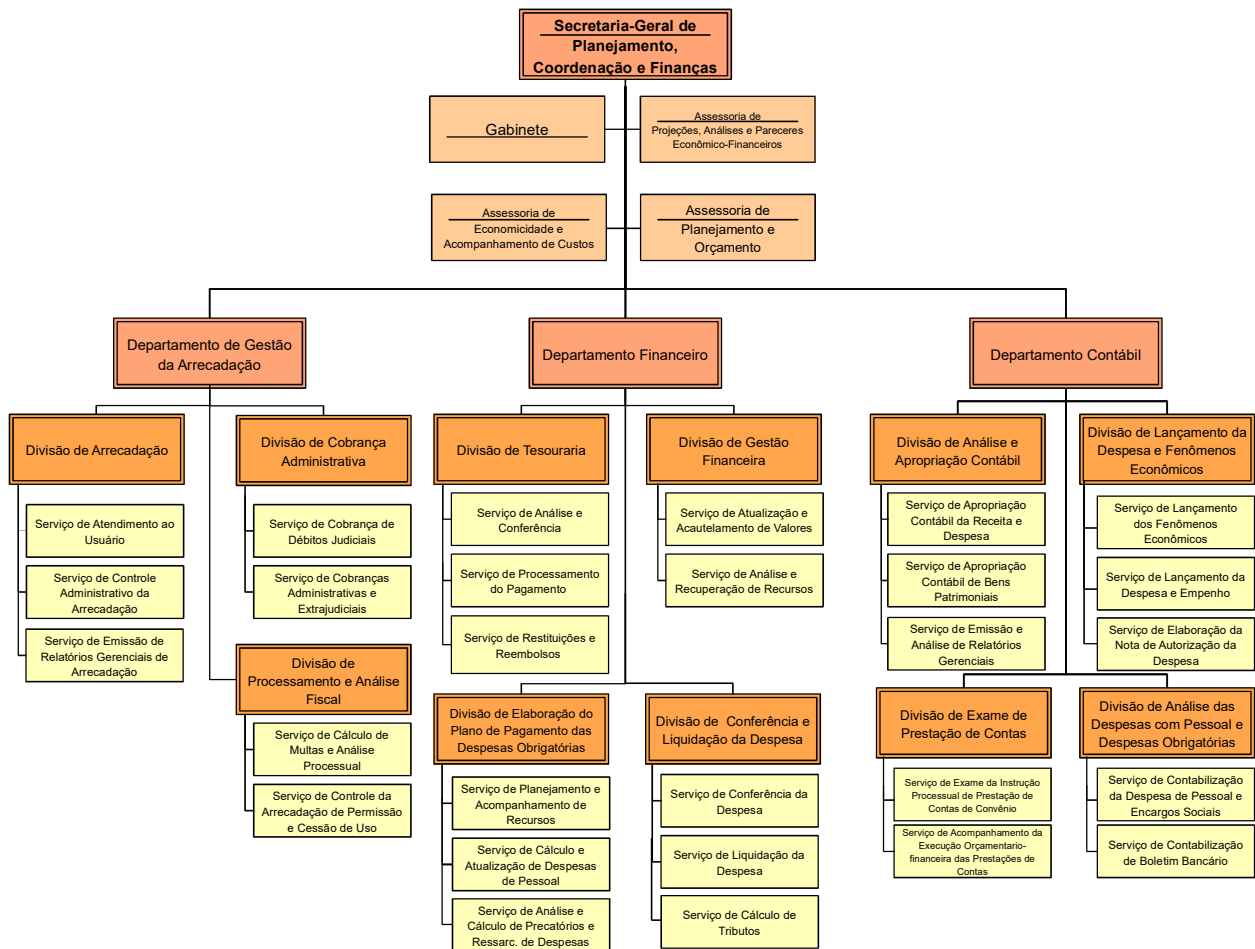 Secretaria-Geral de
Planejamento,
Coordenação e Finanças
Gabinete
Assessoria de
Projeções, Análises e Pareceres
Econômico-Financeiros
Assessoria de
Economicidade e
Acompanhamento de Custos
Assessoria de
Planejamento e
Orçamento
Departamento de Gestão
da Arrecadação
Departamento Financeiro
Departamento Contábil
Divisão de Arrecadação
Divisão de Cobrança
Administrativa
Divisão de Tesouraria
Divisão de Gestão
Financeira
Divisão de Análise e
Apropriação Contábil
Divisão de Lançamento da
Despesa e Fenômenos
Econômicos
Serviço de Atendimento ao
Usuário
Serviço de Controle
Administrativo da
Arrecadação
Serviço de Emissão de
Relatórios Gerenciais de
Arrecadação
Serviço de Cobrança de
Débitos Judiciais
Serviço de Cobranças
Administrativas e
Extrajudiciais
Serviço de Análise e
Conferência
Serviço de Processamento
do Pagamento
Serviço de Restituições e
Reembolsos
Serviço de Atualização e
Acautelamento de Valores
Serviço de Análise e
Recuperação de Recursos
Serviço de Apropriação
Contábil da Receita e
Despesa
Serviço de Apropriação
Contábil de Bens
Patrimoniais
Serviço de Emissão e
Análise de Relatórios
Gerenciais
Serviço de Lançamento
dos Fenômenos
Econômicos
Serviço de Lançamento da
Despesa e Empenho
Serviço de Elaboração da
Nota de Autorização da
Despesa
Divisão de
Processamento e Análise
Fiscal
Serviço de Cálculo de
Multas e Análise
Processual
Serviço de Controle da
Arrecadação de Permissão
e Cessão de Uso
Divisão de Elaboração do
Plano de Pagamento das
Despesas Obrigatórias
Serviço de Planejamento e
Acompanhamento de
Recursos
Serviço de Cálculo e
Atualização de Despesas
de Pessoal
Serviço de Análise e
Cálculo de Precatórios e
Ressarc. de Despesas
Divisão de Conferência e
Liquidação da Despesa
Serviço de Conferência da
Despesa
Serviço de Liquidação da
Despesa
Serviço de Cálculo de
Tributos
Divisão de Exame de
Prestação de Contas
Serviço de Exame da Instrução
Processual de Prestação de
Contas de Convênio
Serviço de Acompanhamento da
Execução Orçamentario-
financeira das Prestações de
Contas
Divisão de Análise das
Despesas com Pessoal e
Despesas Obrigatórias
Serviço de Contabilização
da Despesa de Pessoal e
Encargos Sociais
Serviço de Contabilização
de Boletim Bancário